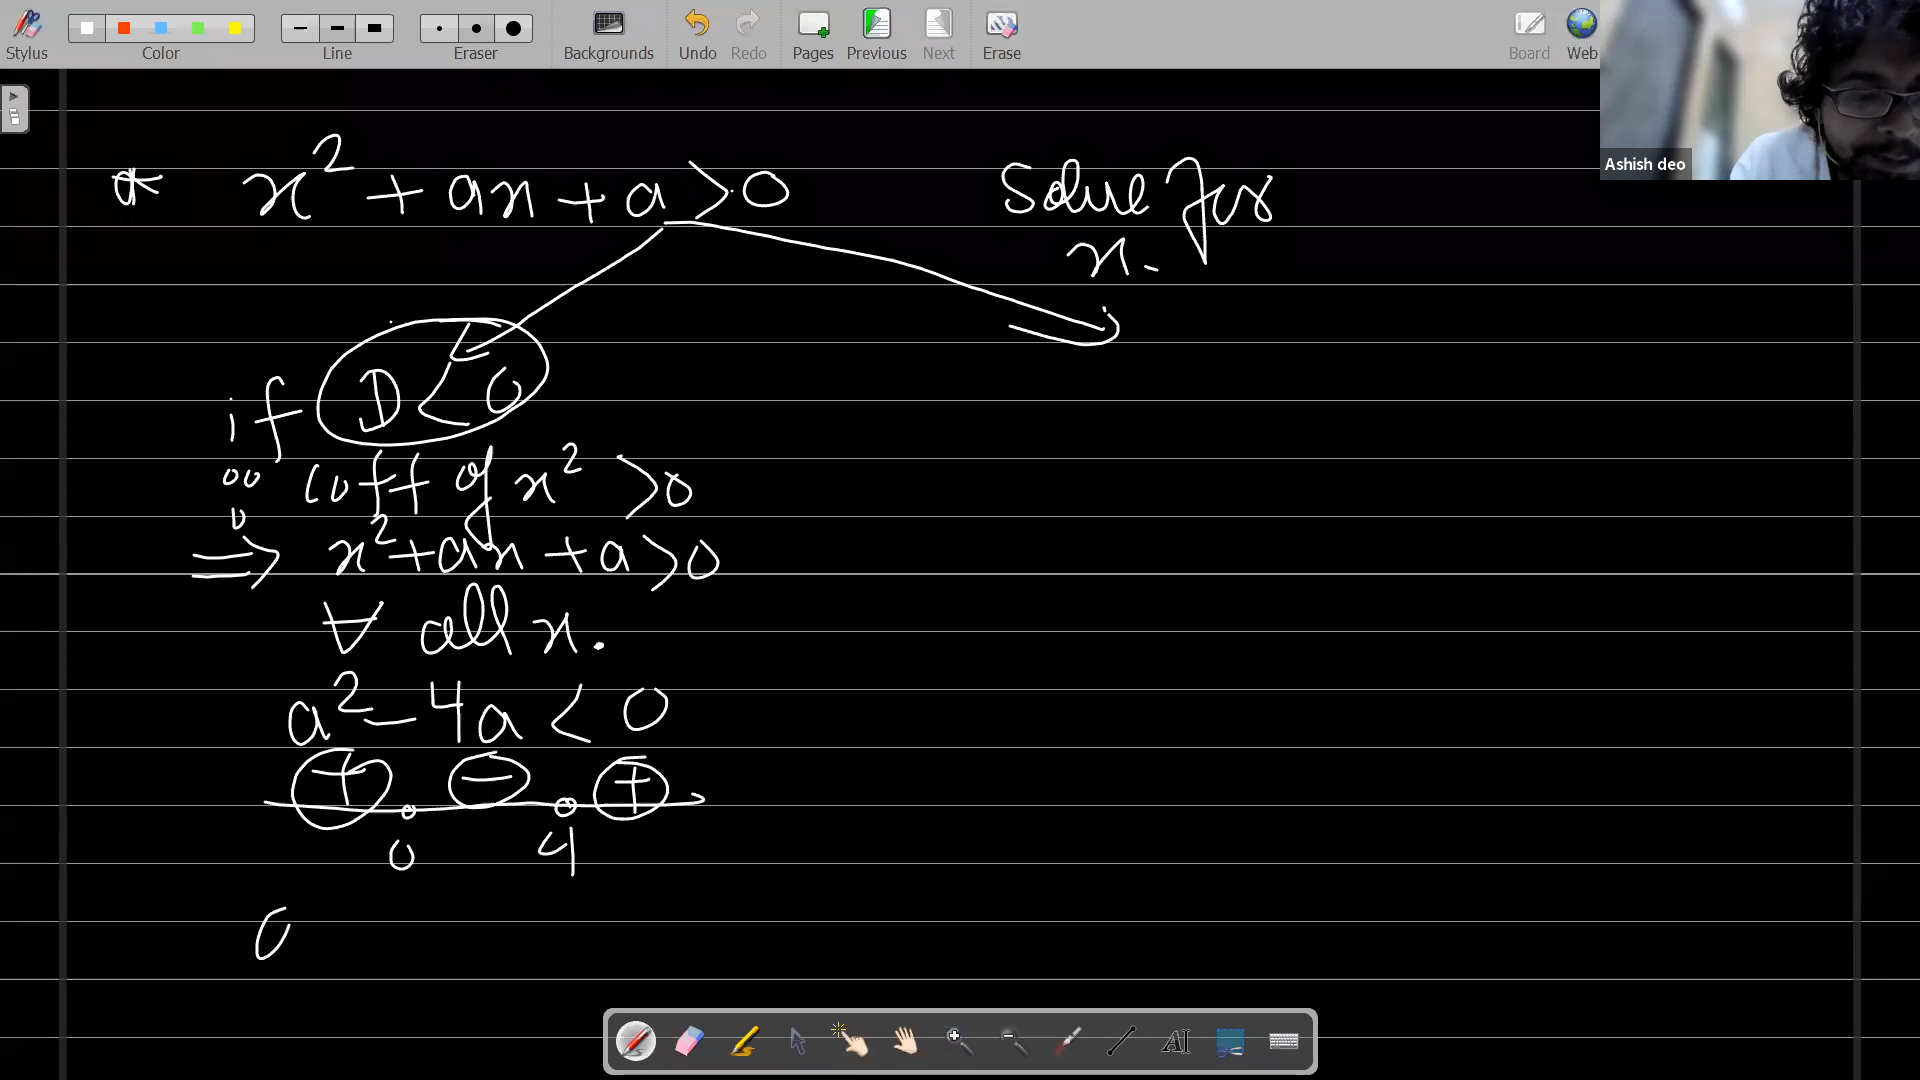 Stylus Color Line Eraser Backgrounds Undo Redo Pages Previous Next Erase Board Web
Ashish deo
* x² + ax + a > 0 Solve for
x.
if D < 0
∵ Coff of x² > 0
⇒ x² + ax + a > 0
∀ all x.
a² - 4a < 0
+ - +
0 4
0